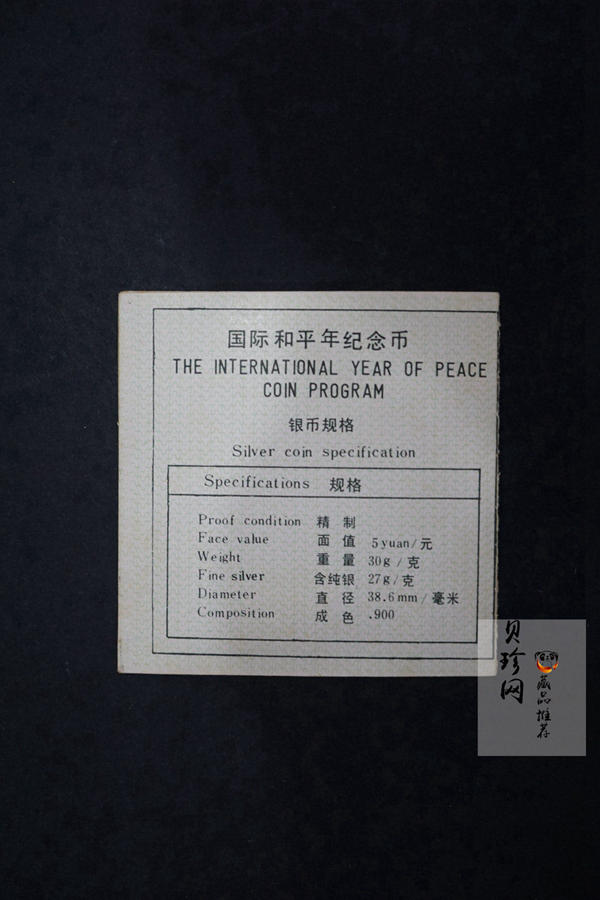 国际和平年纪念币
THE INTERNATIONAL YEAR OF PEACE
COIN PROGRAM
银币规格
Silver coin specification
Specifications 规格
Proof condition 精 制
Face value 面 值 5yuan/元
Weight 重 量 30g/克
Fine silver 含纯银 27g/克
Diameter 直 径 38.6mm/毫米
Composition 成 色 .900
贝珍网
藏品推荐